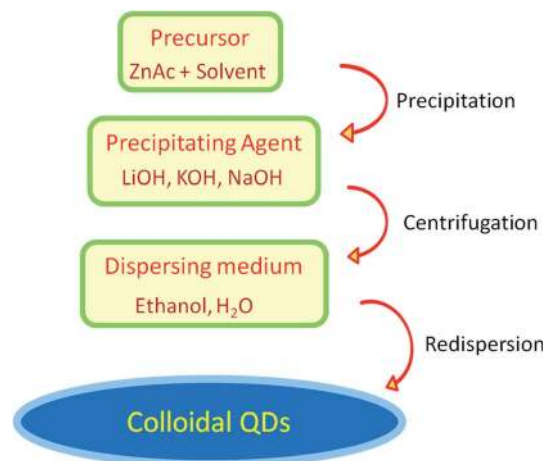 Precursor
ZnAc + Solvent
Precipitation
Precipitating Agent
LiOH, KOH, NaOH
Centrifugation
Dispersing medium
Ethanol, H₂O
Redispersion
Colloidal QDs